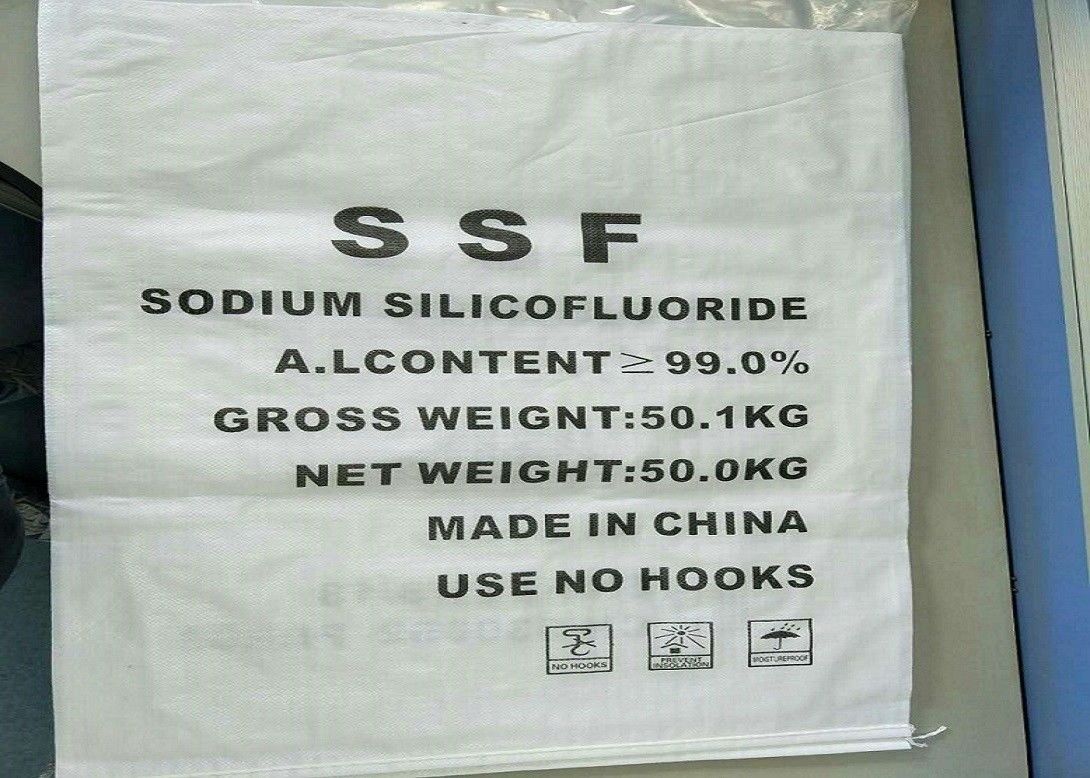 S S F
SODIUM SILICOFLUORIDE
A.LCONTENT ≥ 99.0%
GROSS WEIGNT:50.1KG
NET WEIGHT:50.0KG
MADE IN CHINA
USE NO HOOKS
NO HOOKS
PREVENT INSOLATION
MOISTUREPROOF